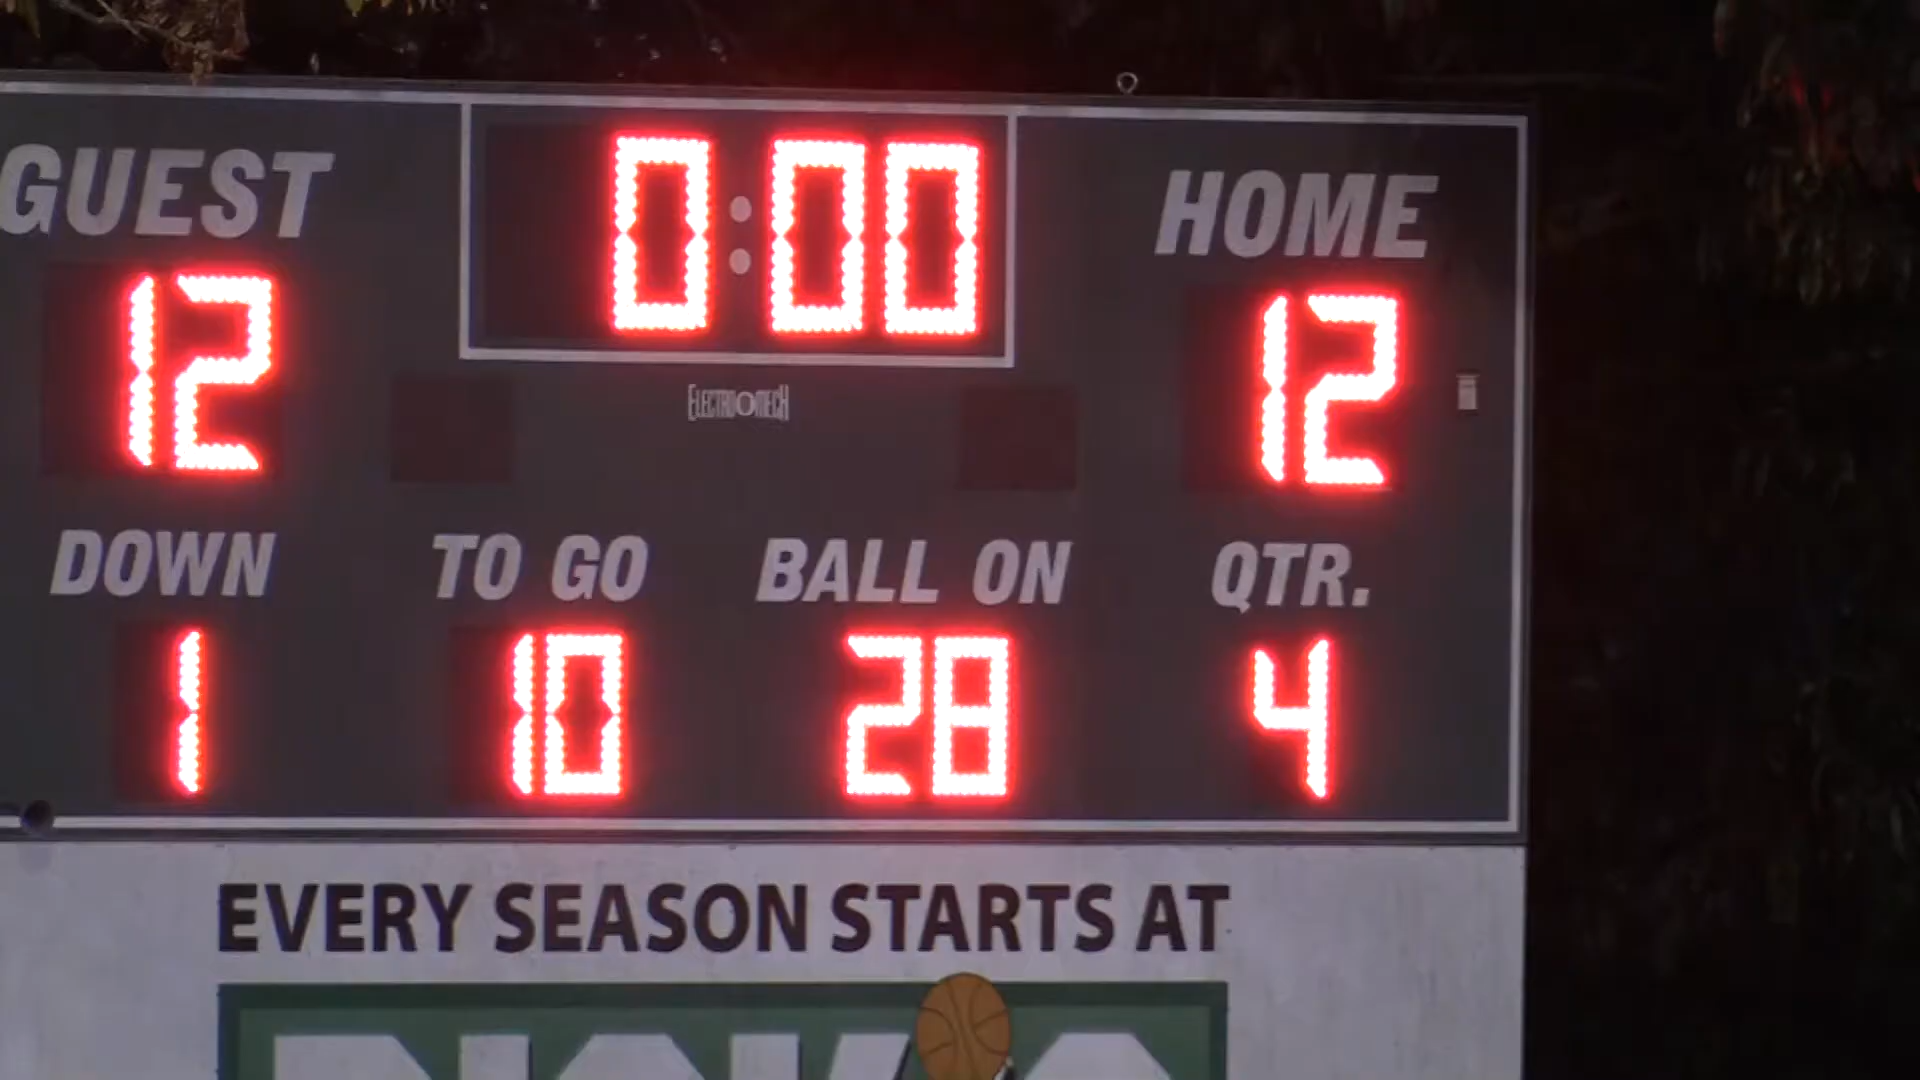 GUEST 0:00 HOME
12 12
ELECTRO-MECH
DOWN TO GO BALL ON QTR.
1 10 28 4
EVERY SEASON STARTS AT